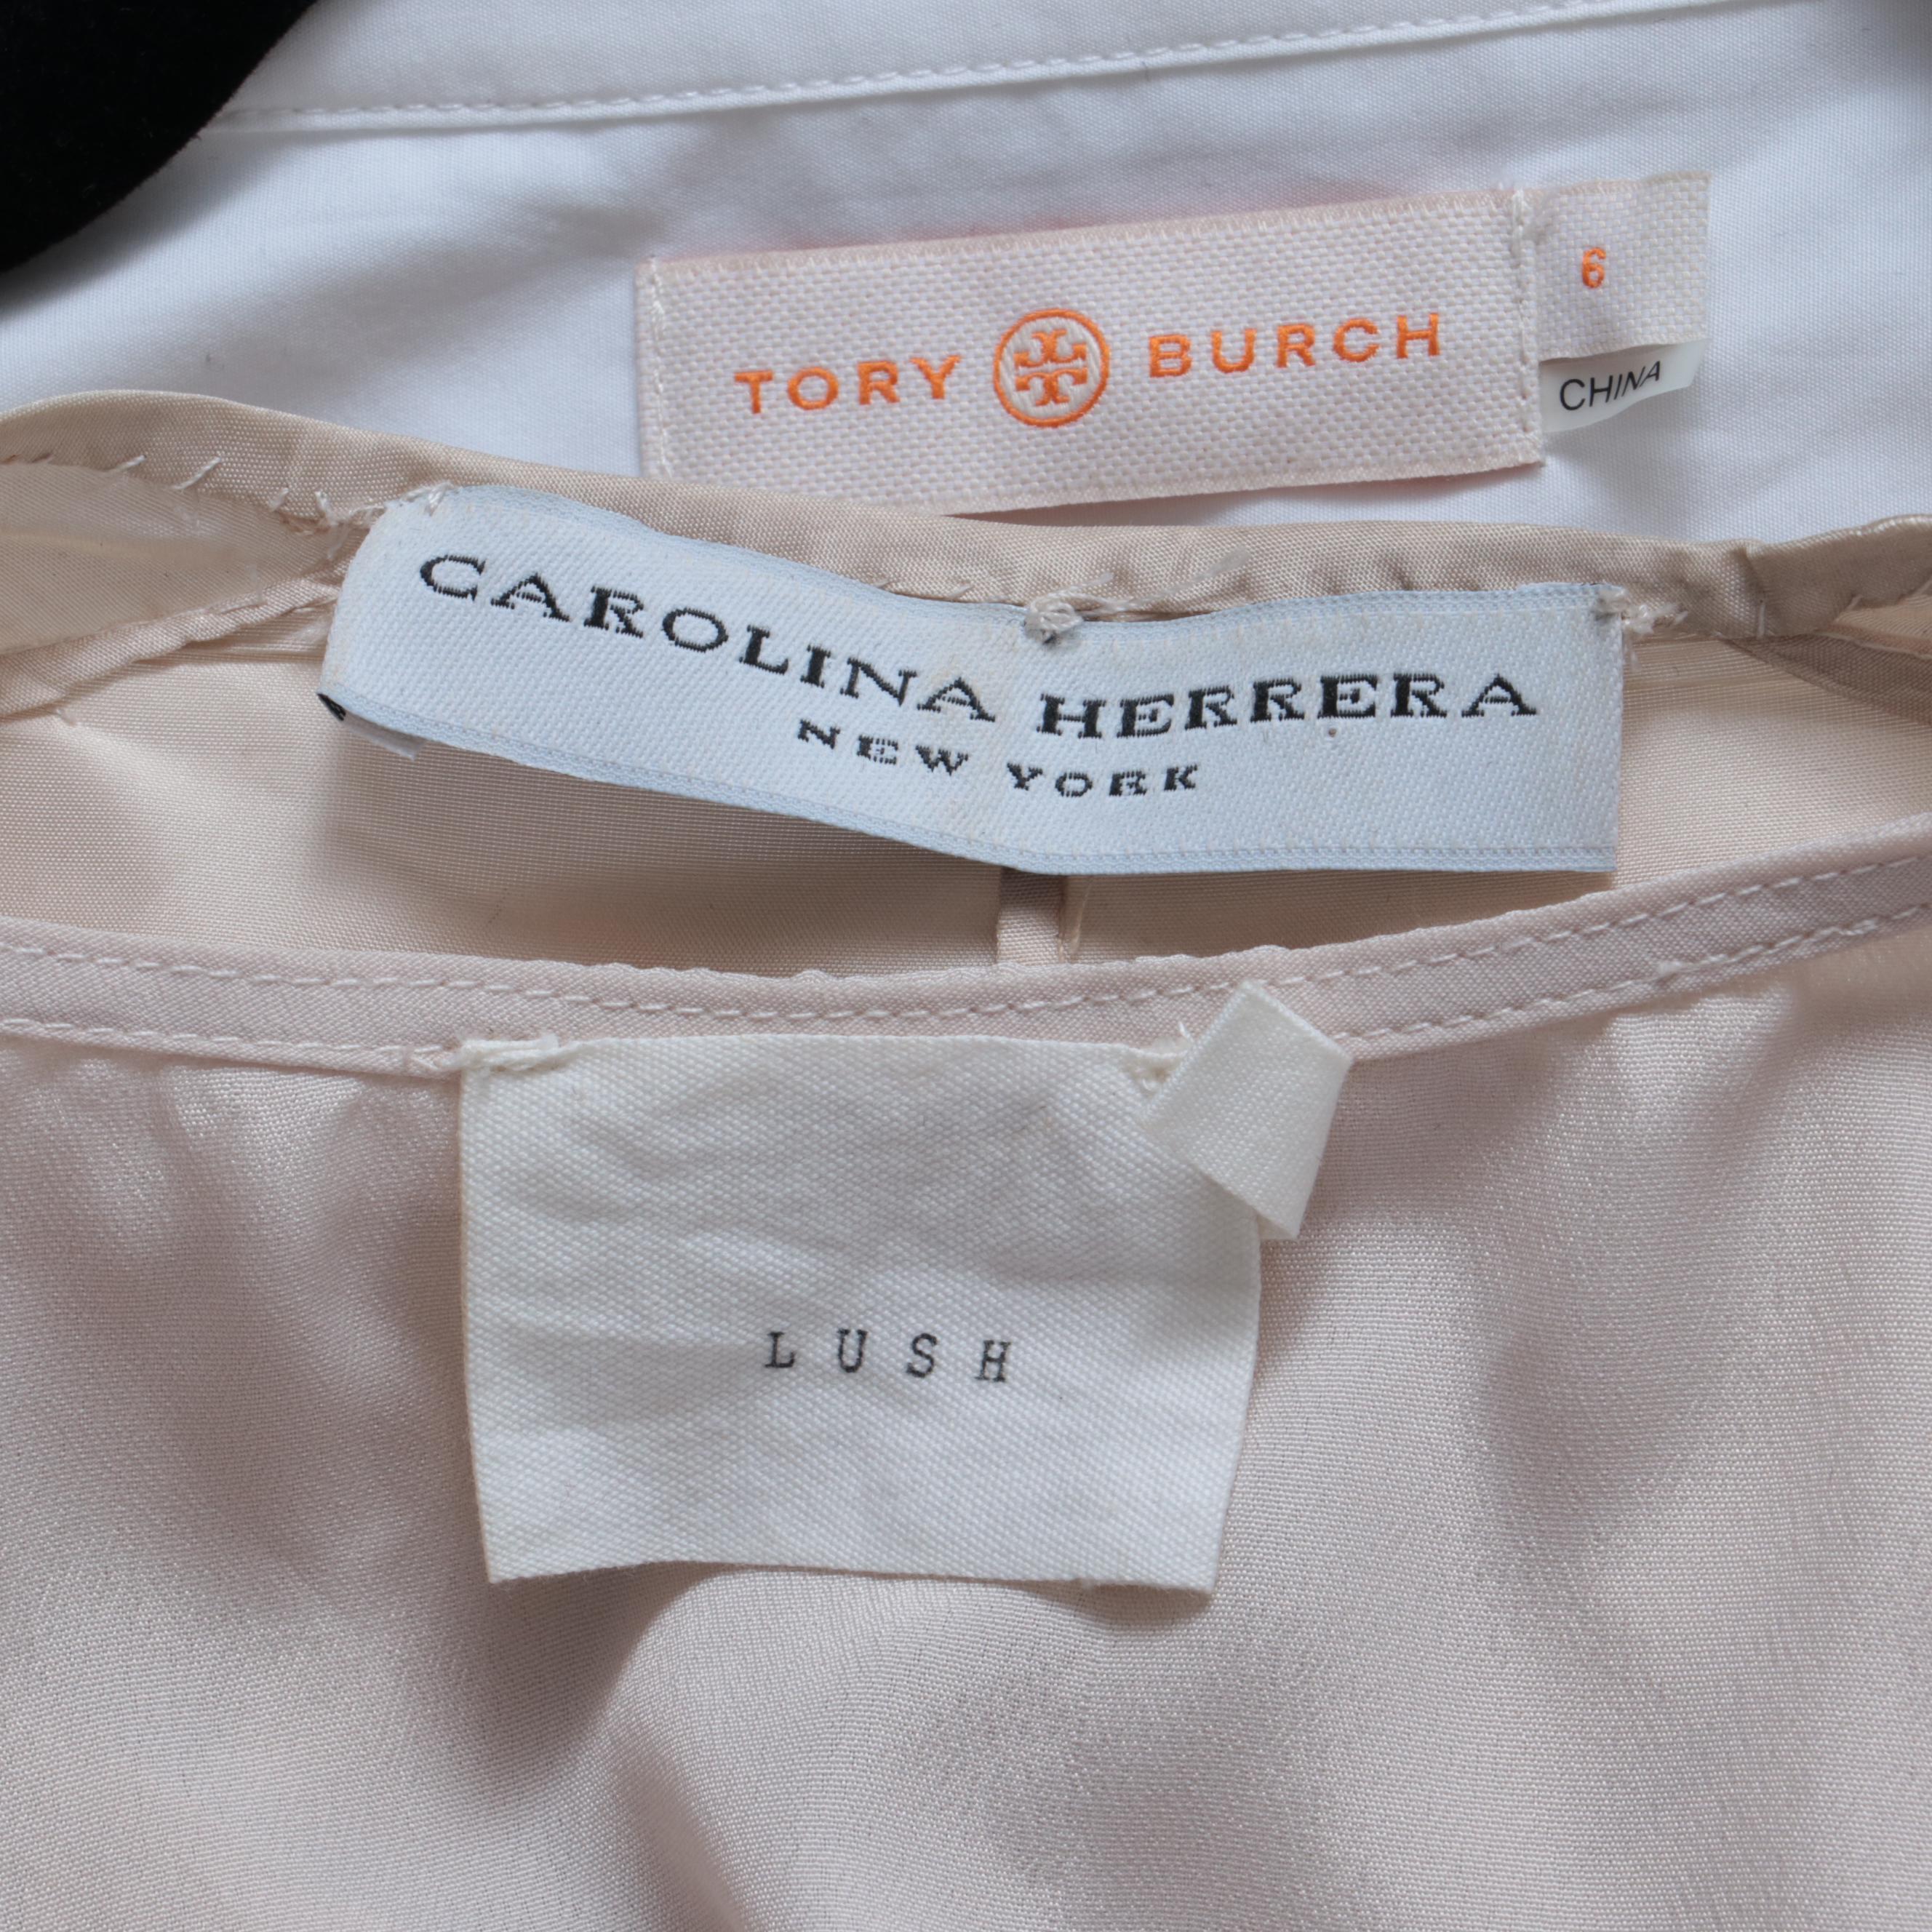 TORY BURCH
6
CHINA
CAROLINA HERRERA
NEW YORK
LUSH